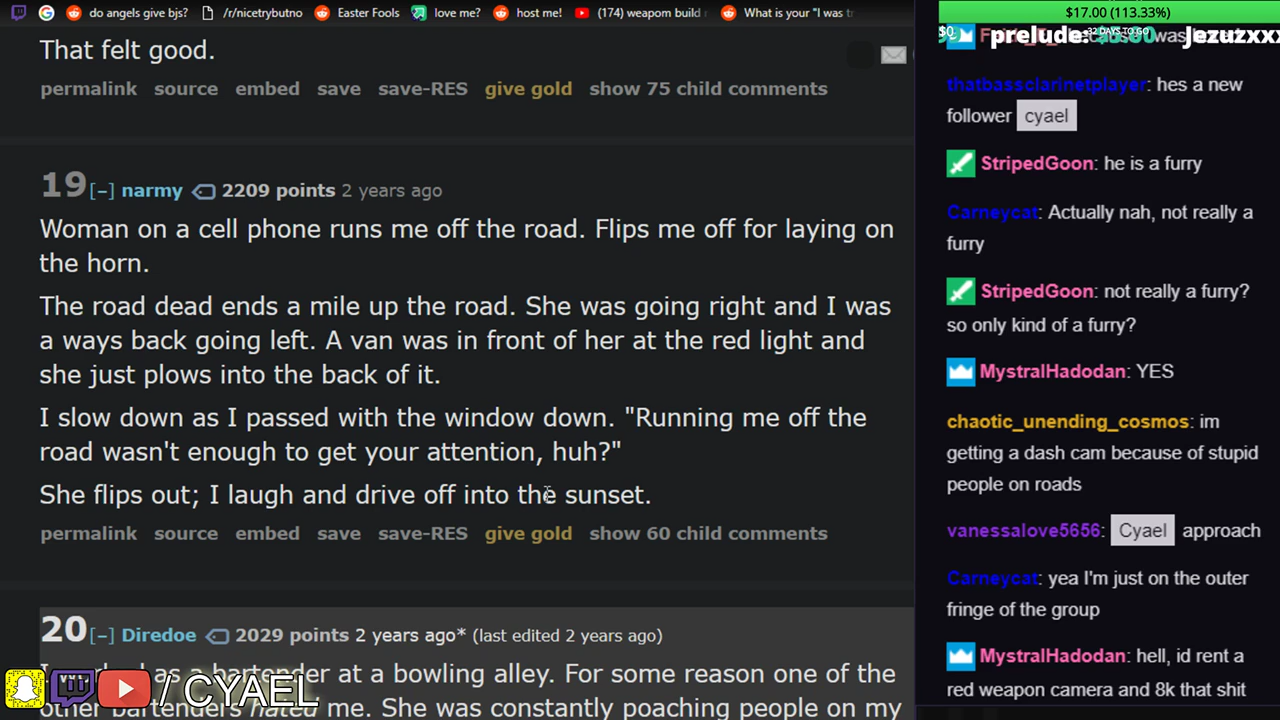 do angels give bjs? /r/nicetrybutno Easter Fools love me? host me! (174) weapom build What is your "I was t
$17.00 (113.33%)
prelude: 32 DAYS TO GO was Jezuzxxx
That felt good.
permalink source embed save save-RES give gold show 75 child comments
19 [–] narmy 2209 points 2 years ago
Woman on a cell phone runs me off the road. Flips me off for laying on
the horn.
The road dead ends a mile up the road. She was going right and I was
a ways back going left. A van was in front of her at the red light and
she just plows into the back of it.
I slow down as I passed with the window down. "Running me off the
road wasn't enough to get your attention, huh?"
She flips out; I laugh and drive off into the sunset.
permalink source embed save save-RES give gold show 60 child comments
20 [–] Diredoe 2029 points 2 years ago* (last edited 2 years ago)
as a bartender at a bowling alley. For some reason one of the
other bartenders hated me. She was constantly poaching people on my
/ CYAEL
thatbassclarinetplayer: hes a new
follower cyael
StripedGoon: he is a furry
Carneycat: Actually nah, not really a
furry
StripedGoon: not really a furry?
so only kind of a furry?
MystralHadodan: YES
chaotic_unending_cosmos: im
getting a dash cam because of stupid
people on roads
vanessalove5656: Cyael approach
Carneycat: yea I'm just on the outer
fringe of the group
MystralHadodan: hell, id rent a
red weapon camera and 8k that shit